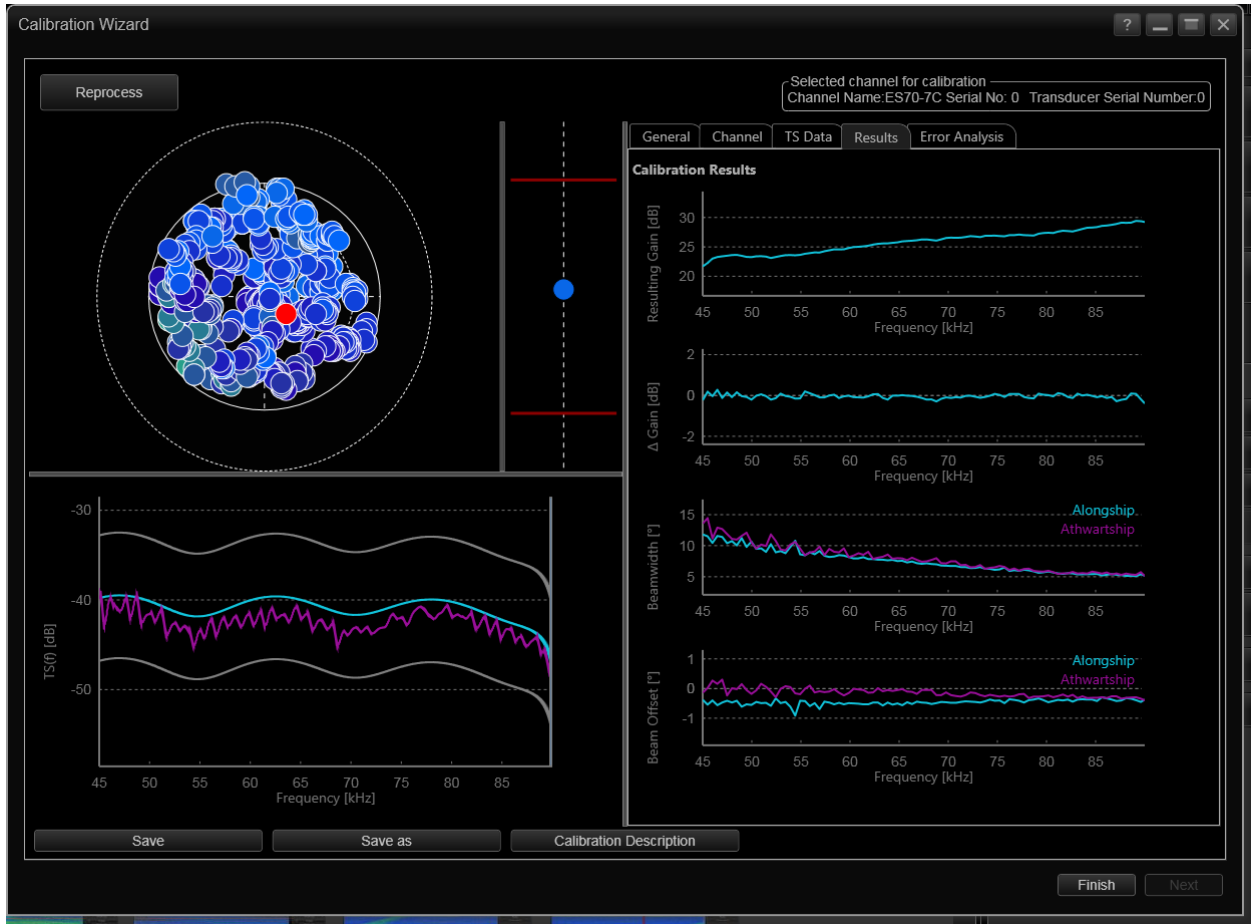 Calibration Wizard
?
Reprocess
Selected channel for calibration
Channel Name:ES70-7C Serial No: 0 Transducer Serial Number:0
General Channel TS Data Results Error Analysis
Calibration Results
Resulting Gain [dB]
30
25
20
45 50 55 60 65 70 75 80 85
Frequency [kHz]
Δ Gain [dB]
2
0
-2
45 50 55 60 65 70 75 80 85
Frequency [kHz]
Beamwidth [°]
15
10
5
Alongship
Athwartship
45 50 55 60 65 70 75 80 85
Frequency [kHz]
Beam Offset [°]
1
0
-1
Alongship
Athwartship
45 50 55 60 65 70 75 80 85
Frequency [kHz]
TS(f) [dB]
-30
-40
-50
45 50 55 60 65 70 75 80 85
Frequency [kHz]
Save Save as Calibration Description
Finish Next